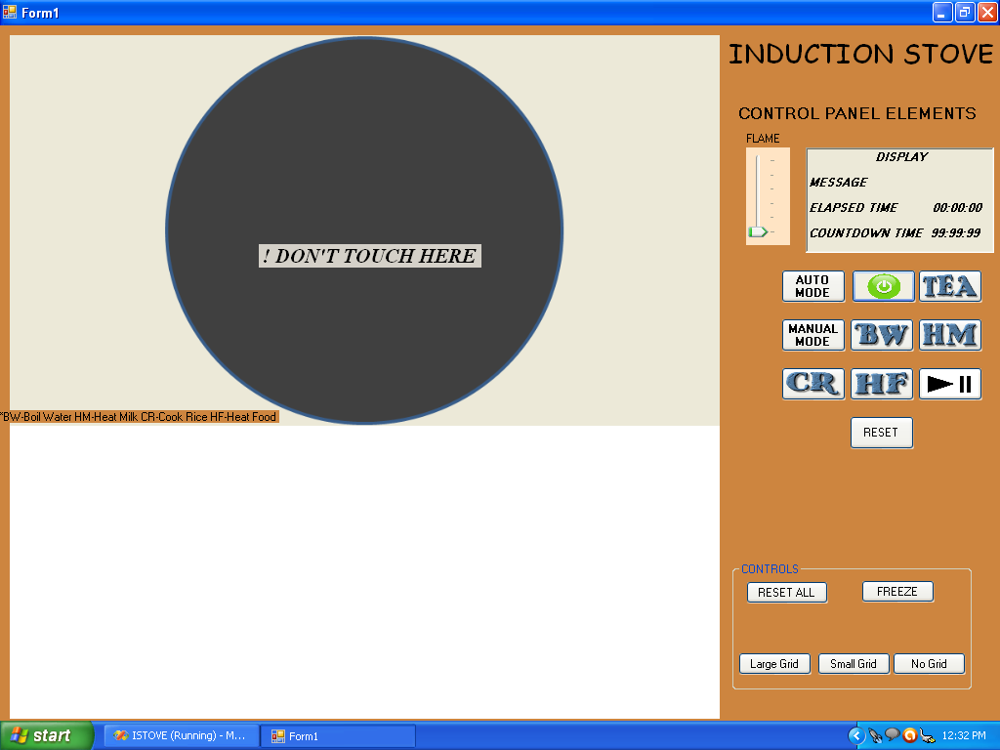 Form1
INDUCTION STOVE
CONTROL PANEL ELEMENTS
FLAME
DISPLAY
MESSAGE
ELAPSED TIME 00:00:00
COUNTDOWN TIME 99:99:99
! DON'T TOUCH HERE
AUTO
MODE
TEA
MANUAL
MODE
BW
HM
CR
HF
RESET
*BW-Boil Water HM-Heat Milk CR-Cook Rice HF-Heat Food
CONTROLS
RESET ALL
FREEZE
Large Grid
Small Grid
No Grid
start
ISTOVE (Running) - M...
Form1
12:32 PM